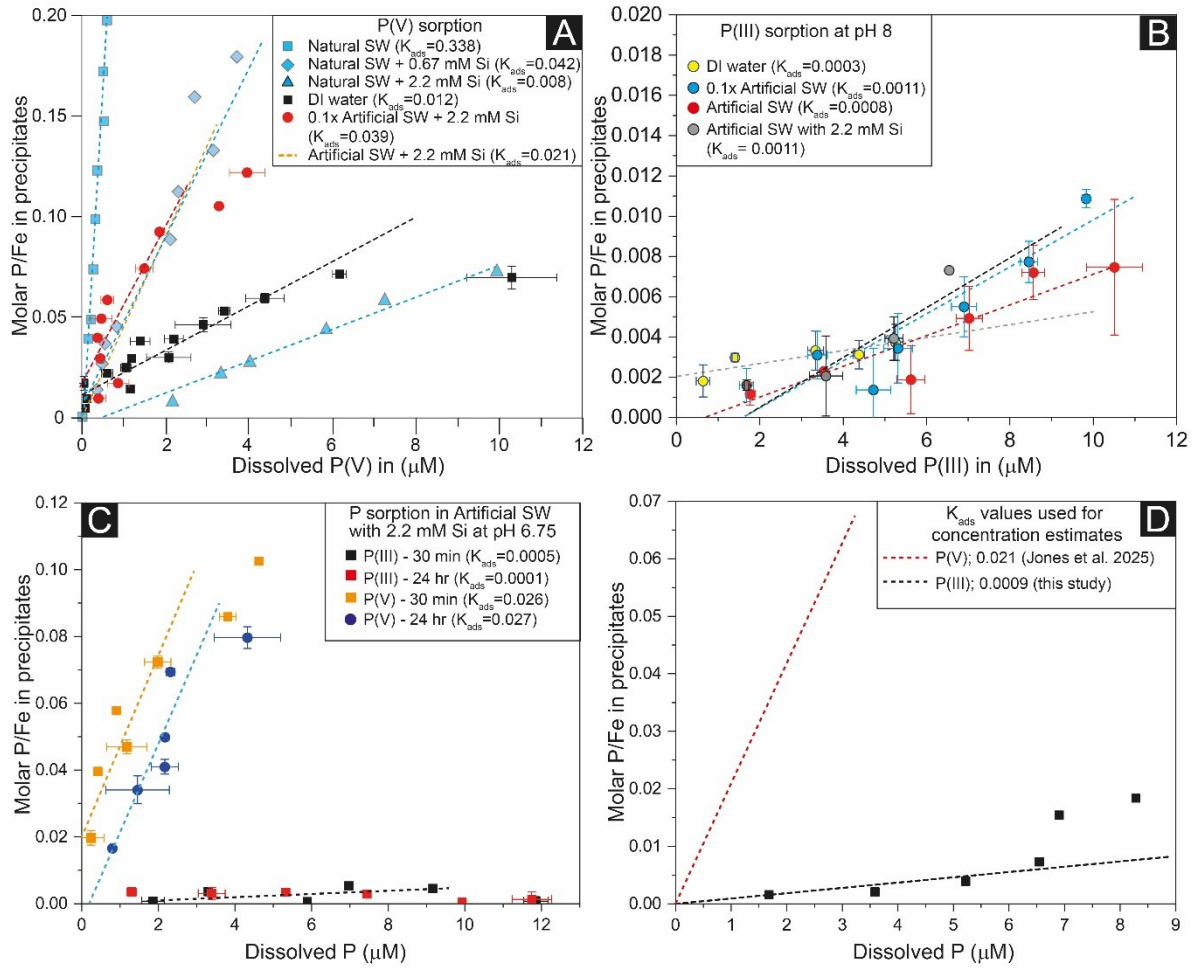 A
P(V) sorption
Natural SW (Kads=0.338)
Natural SW + 0.67 mM Si (Kads=0.042)
Natural SW + 2.2 mM Si (Kads=0.008)
DI water (Kads=0.012)
0.1x Artificial SW + 2.2 mM Si
(Kads=0.039)
Artificial SW + 2.2 mM Si (Kads=0.021)
0.20
0.15
0.10
0.05
0
0 2 4 6 8 10 12
Molar P/Fe in precipitates
Dissolved P(V) in (μM)
B
P(III) sorption at pH 8
DI water (Kads=0.0003)
0.1x Artificial SW (Kads=0.0011)
Artificial SW (Kads=0.0008)
Artificial SW with 2.2 mM Si
(Kads= 0.0011)
0.020
0.018
0.016
0.014
0.012
0.010
0.008
0.006
0.004
0.002
0.000
0 2 4 6 8 10 12
Molar P/Fe in precipitates
Dissolved P(III) in (μM)
C
P sorption in Artificial SW
with 2.2 mM Si at pH 6.75
P(III) - 30 min (Kads=0.0005)
P(III) - 24 hr (Kads=0.0001)
P(V) - 30 min (Kads=0.026)
P(V) - 24 hr (Kads=0.027)
0.12
0.10
0.08
0.06
0.04
0.02
0.00
0 2 4 6 8 10 12
Molar P/Fe in precipitates
Dissolved P (μM)
D
Kads values used for
concentration estimates
P(V); 0.021 (Jones et al. 2025)
P(III); 0.0009 (this study)
0.07
0.06
0.05
0.04
0.03
0.02
0.01
0.00
0 1 2 3 4 5 6 7 8 9
Molar P/Fe in precipitates
Dissolved P (μM)